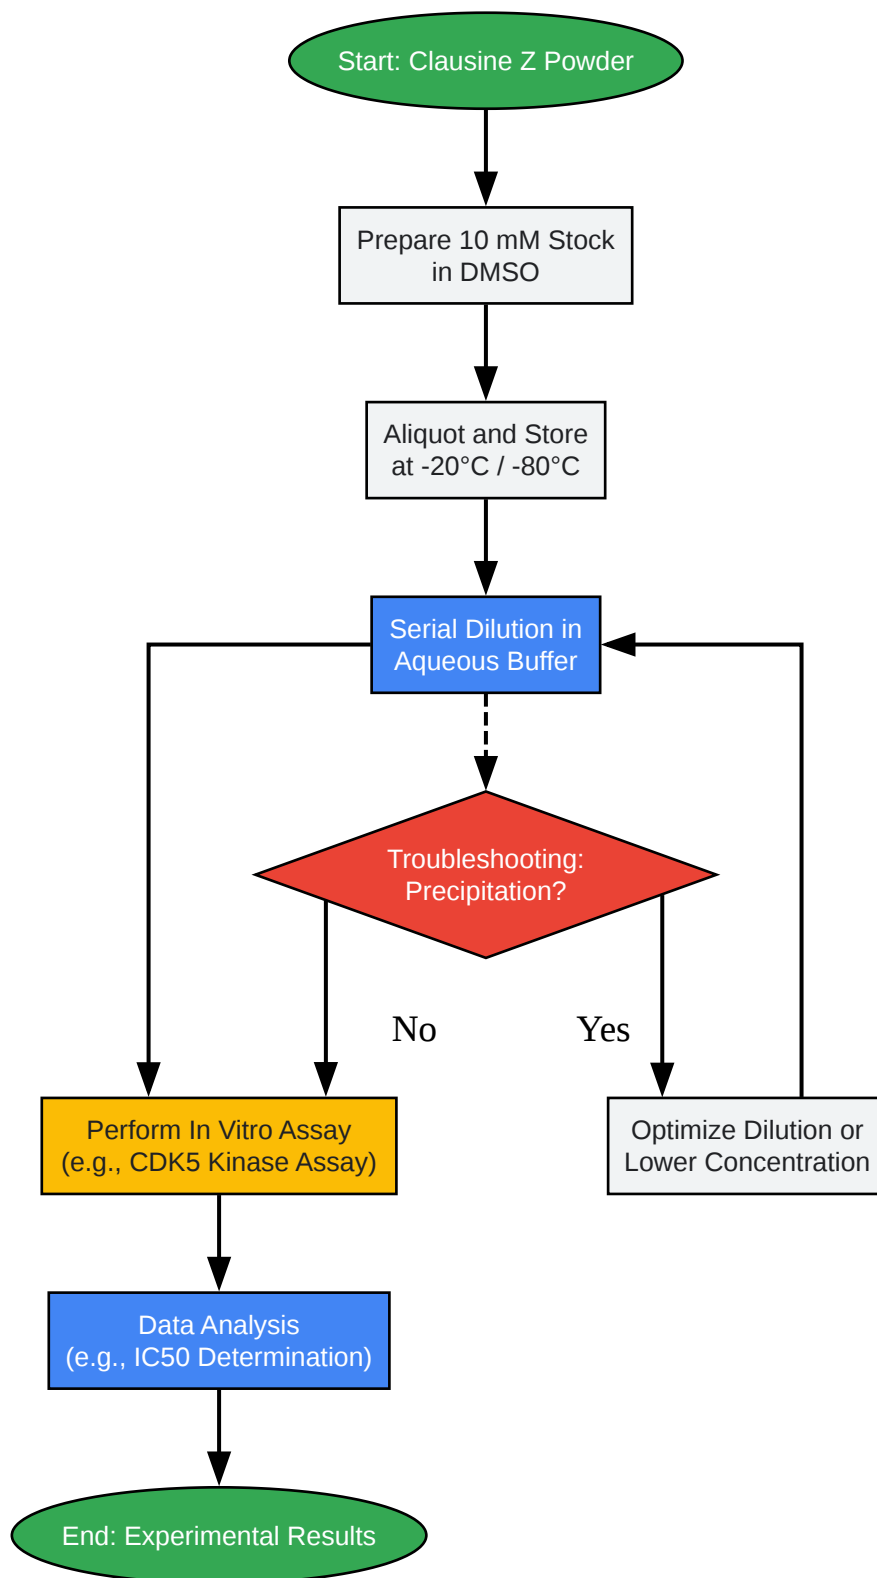 Start: Clausine Z Powder
Prepare 10 mM Stock
in DMSO
Aliquot and Store
at -20°C / -80°C
Serial Dilution in
Aqueous Buffer
Troubleshooting:
Precipitation?
No
Yes
Perform In Vitro Assay
(e.g., CDK5 Kinase Assay)
Optimize Dilution or
Lower Concentration
Data Analysis
(e.g., IC50 Determination)
End: Experimental Results